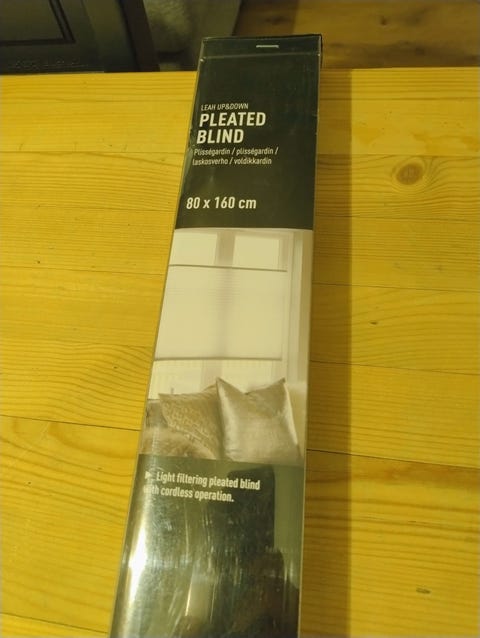 LEAH UP&DOWN
PLEATED
BLIND
Plisségardin / plisségardin /
laskosverho / voldikkardin
80 x 160 cm
Light filtering pleated blind
with cordless operation.